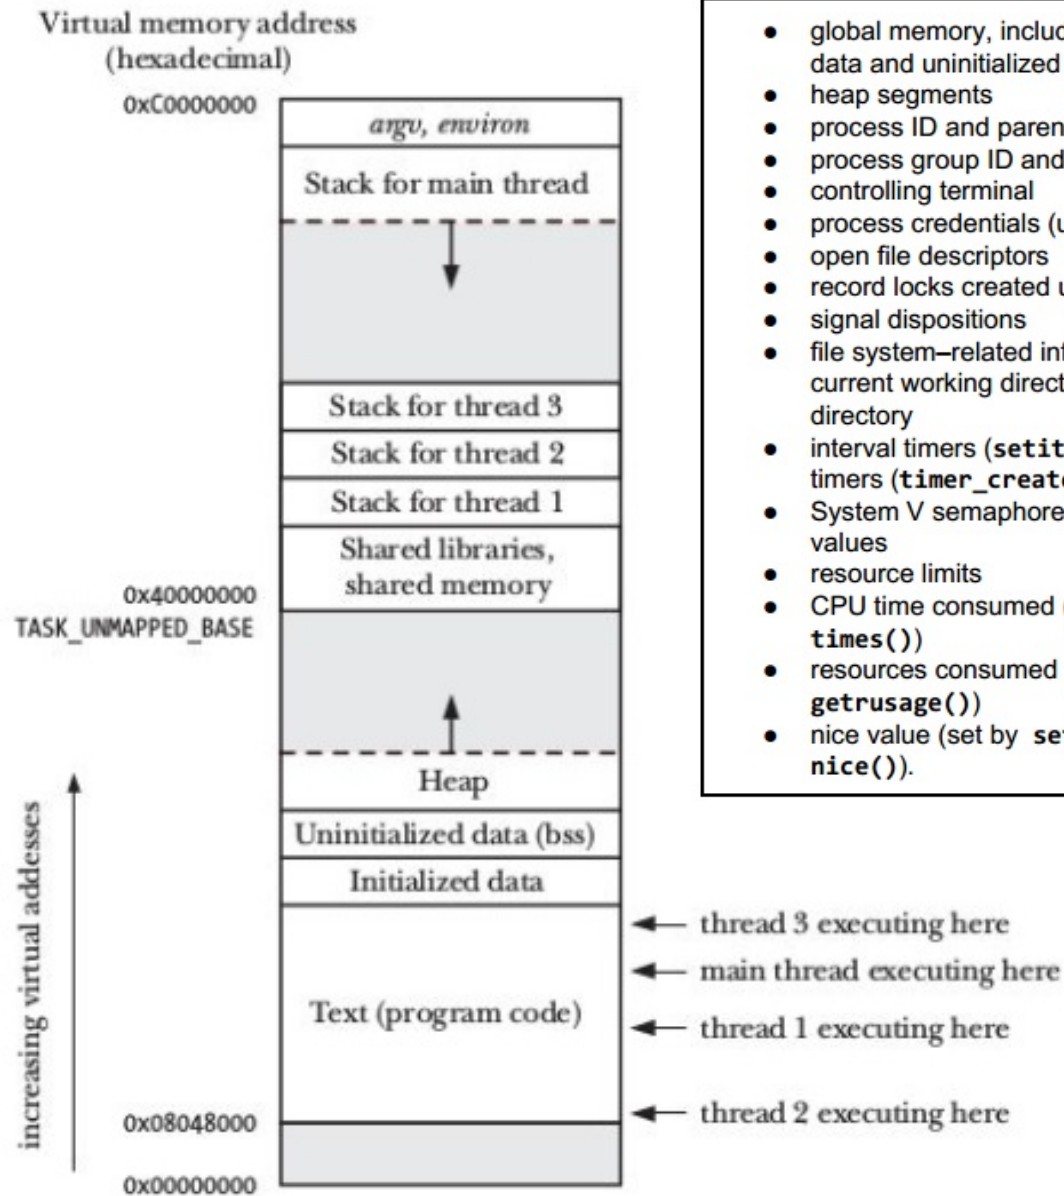 Virtual memory address
(hexadecimal)
0xC0000000
argv, environ
Stack for main thread
Stack for thread 3
Stack for thread 2
Stack for thread 1
Shared libraries,
shared memory
0x40000000
TASK_UNMAPPED_BASE
Heap
Uninitialized data (bss)
Initialized data
Text (program code)
increasing virtual addesses
0x08048000
0x00000000
thread 3 executing here
main thread executing here
thread 1 executing here
thread 2 executing here
● global memory, includ
data and uninitialized
● heap segments
● process ID and paren
● process group ID and
● controlling terminal
● process credentials (u
● open file descriptors
● record locks created u
● signal dispositions
● file system–related inf
current working direct
directory
● interval timers (setit
timers (timer_create
● System V semaphore
values
● resource limits
● CPU time consumed
times())
● resources consumed
getrusage())
● nice value (set by set
nice()).